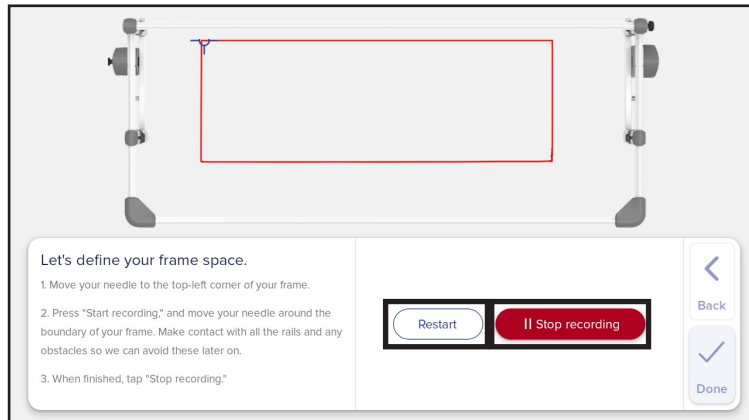 Let's define your frame space.
1. Move your needle to the top-left corner of your frame.
2. Press "Start recording," and move your needle around the
boundary of your frame. Make contact with all the rails and any
obstacles so we can avoid these later on.
3. When finished, tap "Stop recording."
Restart
Stop recording
Back
Done